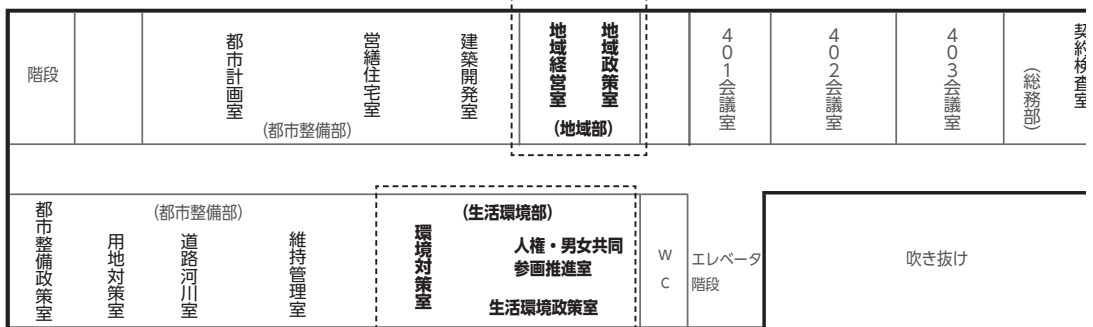 階段
都市計画室
営繕住宅室
建築開発室
(都市整備部)
地域経営室
地域政策室
(地域部)
401会議室
402会議室
403会議室
(総務部)
契約検査室
都市整備政策室
用地対策室
(都市整備部)
道路河川室
維持管理室
(生活環境部)
環境対策室
人権・男女共同
参画推進室
生活環境政策室
WC
エレベータ
階段
吹き抜け